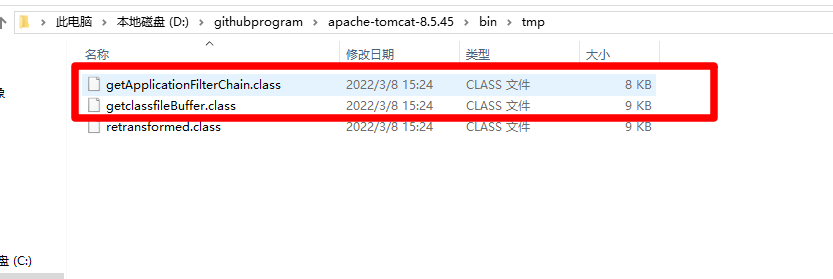 此电脑 > 本地磁盘 (D:) > githubprogram > apache-tomcat-8.5.45 > bin > tmp
名称 修改日期 类型 大小
getApplicationFilterChain.class 2022/3/8 15:24 CLASS 文件 8 KB
getclassfileBuffer.class 2022/3/8 15:24 CLASS 文件 9 KB
retransformed.class 2022/3/8 15:24 CLASS 文件 9 KB
盘 (C:)